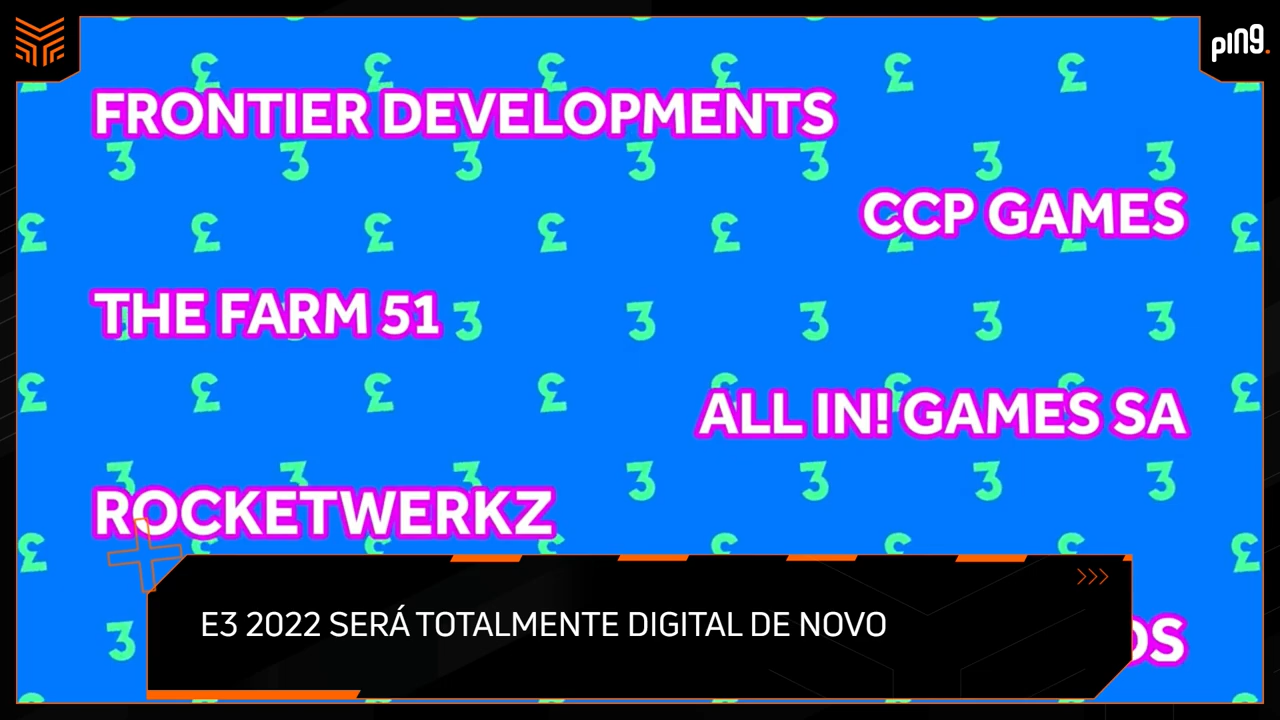 pin9.
FRONTIER DEVELOPMENTS
CCP GAMES
THE FARM 51
ALL IN! GAMES SA
ROCKETWERKZ
E3 2022 SERÁ TOTALMENTE DIGITAL DE NOVO